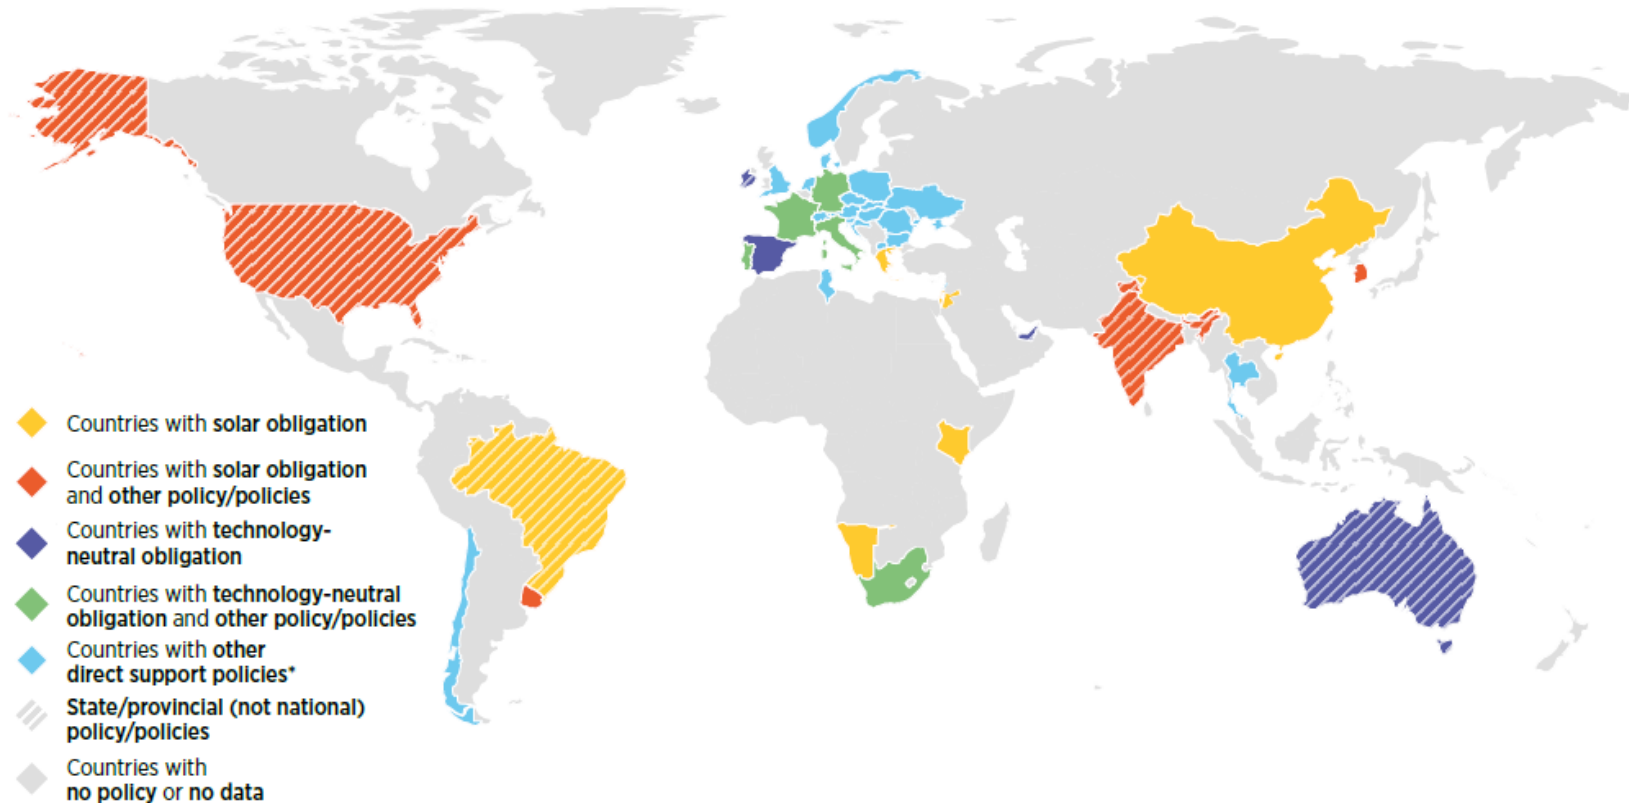 Countries with solar obligation
Countries with solar obligation
and other policy/policies
Countries with technology-
neutral obligation
Countries with technology-neutral
obligation and other policy/policies
Countries with other
direct support policies*
State/provincial (not national)
policy/policies
Countries with
no policy or no data